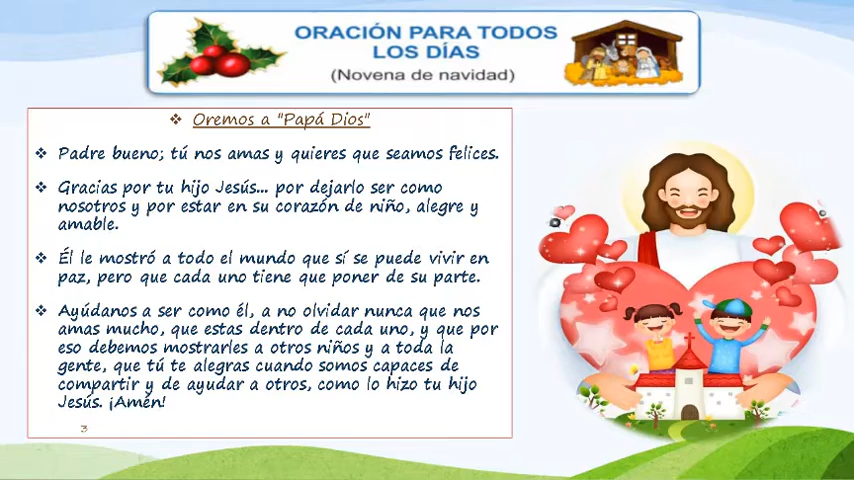 ORACIÓN PARA TODOS
LOS DÍAS
(Novena de navidad)
❖ Oremos a "Papá Dios"
❖ Padre bueno; tú nos amas y quieres que seamos felices.
❖ Gracias por tu hijo Jesús... por dejarlo ser como
nosotros y por estar en su corazón de niño, alegre y
amable.
❖ Él le mostró a todo el mundo que sí se puede vivir en
paz, pero que cada uno tiene que poner de su parte.
❖ Ayúdanos a ser como él, a no olvidar nunca que nos
amas mucho, que estas dentro de cada uno, y que por
eso debemos mostrarles a otros niños y a toda la
gente, que tú te alegras cuando somos capaces de
compartir y de ayudar a otros, como lo hizo tu hijo
Jesús. ¡Amén!
3